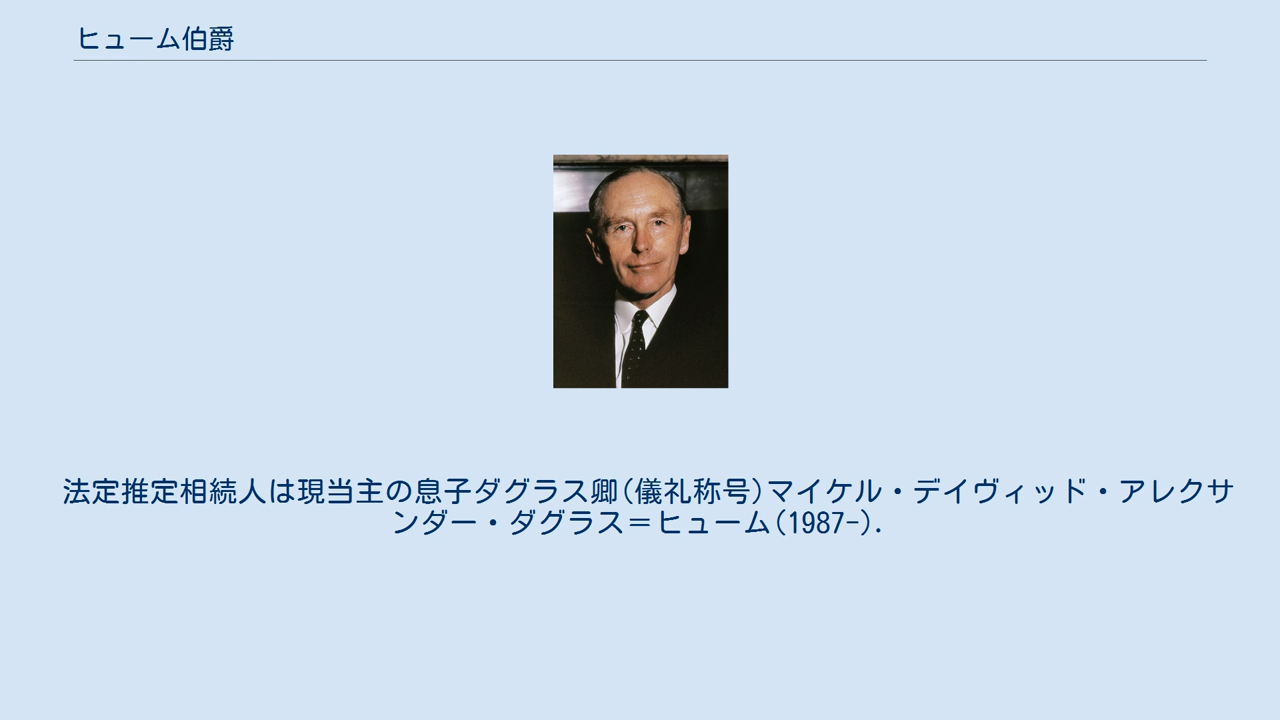 ヒューム伯爵
法定推定相続人は現当主の息子ダグラス卿(儀礼称号)マイケル・デイヴィッド・アレクサ
ンダー・ダグラス＝ヒューム(1987-).